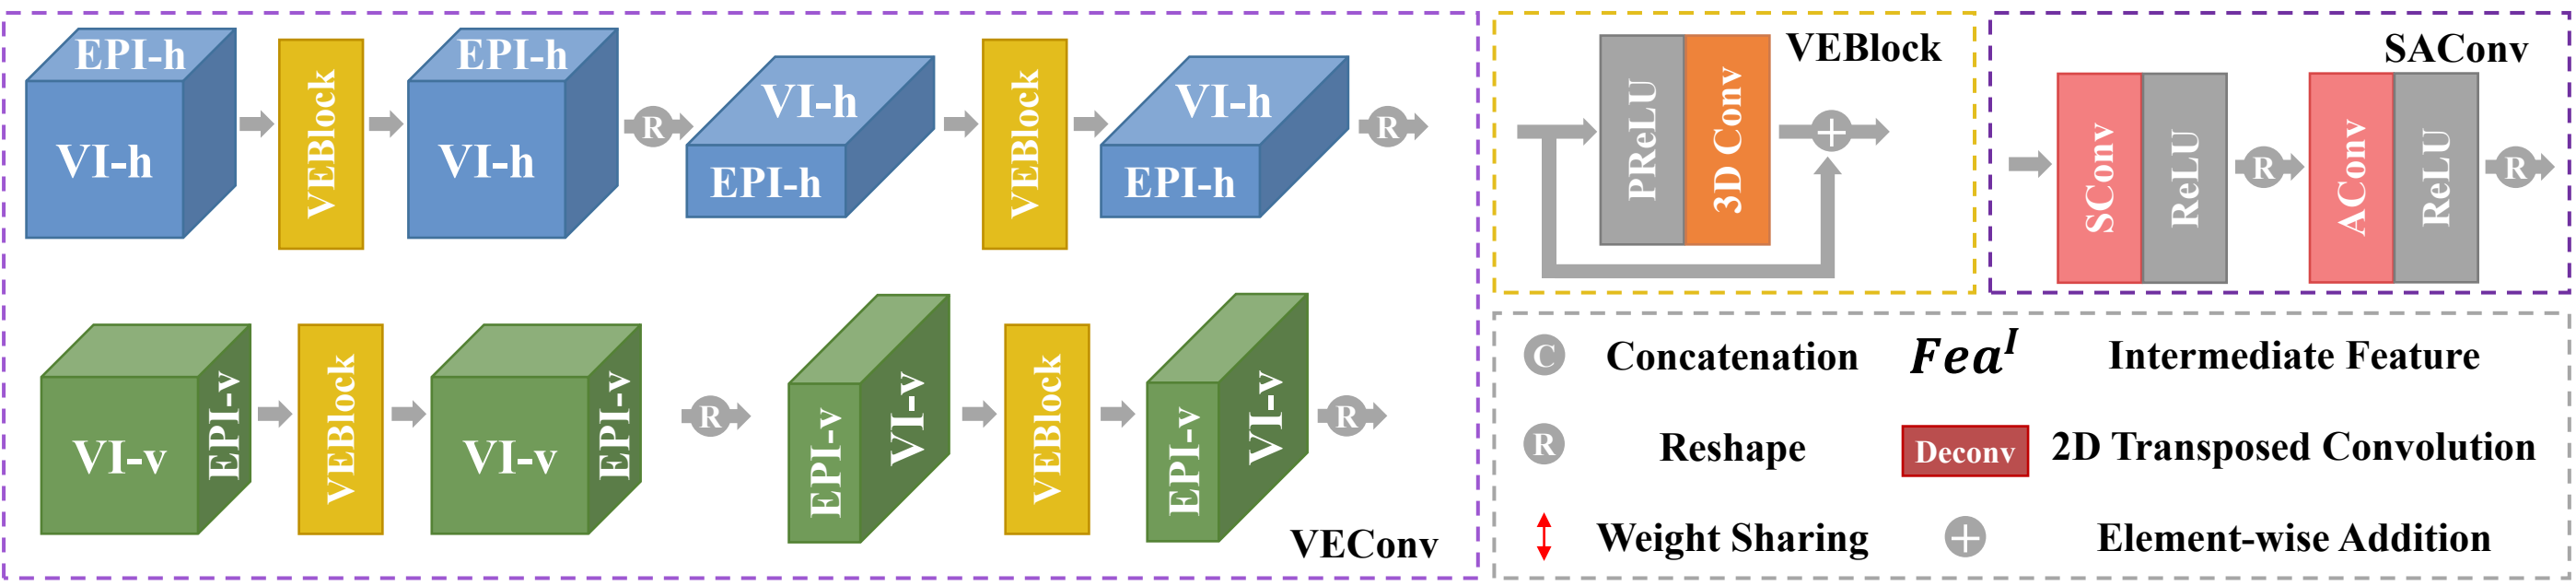 EPI-h
VI-h
VEBlock
EPI-h
VI-h
R
VI-h
EPI-h
VEBlock
VI-h
EPI-h
R
VI-v
EPI-v
VEBlock
VI-v
EPI-v
R
EPI-v
VI-v
VEBlock
EPI-v
VI-v
R
VEConv
VEBlock
PReLU
3D Conv
+
SAConv
SConv
ReLU
R
AConv
ReLU
R
C Concatenation
Fea^I Intermediate Feature
R Reshape
Deconv 2D Transposed Convolution
Weight Sharing
+ Element-wise Addition